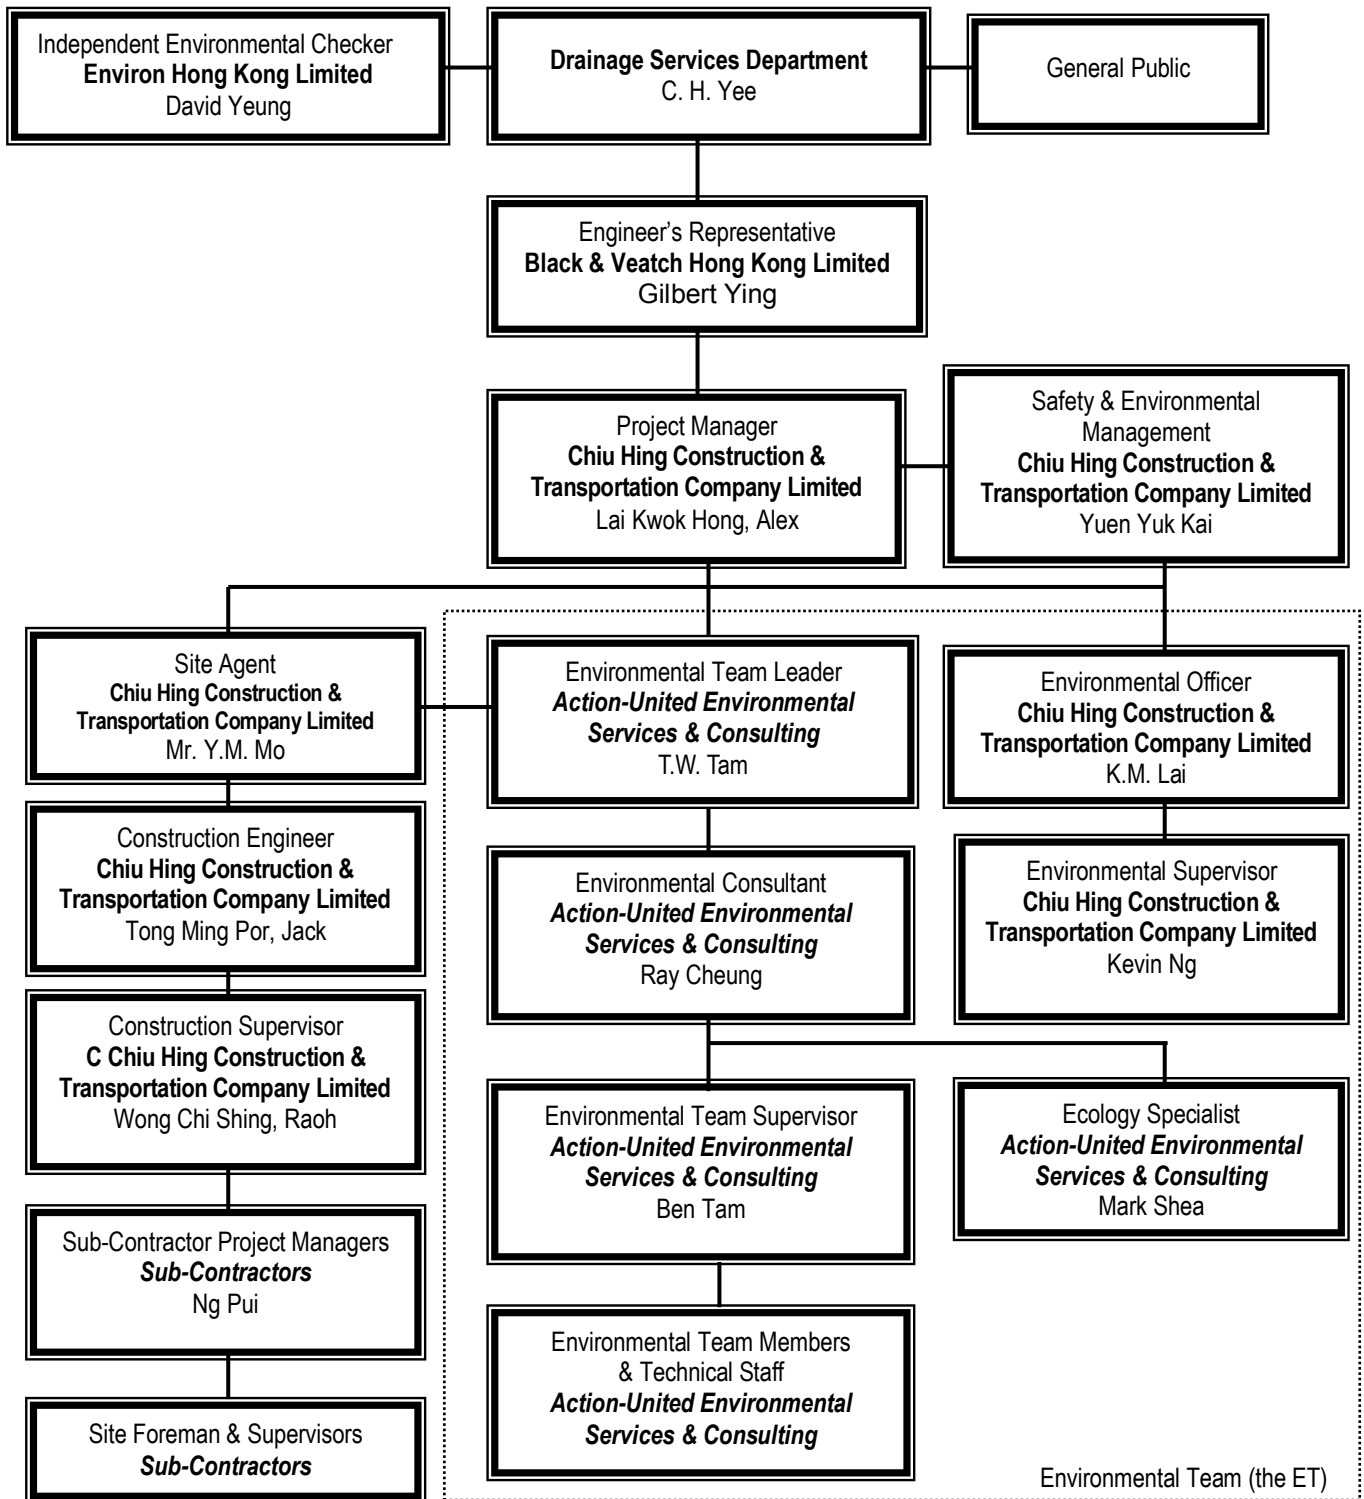 Independent Environmental Checker
Environ Hong Kong Limited
David Yeung
Drainage Services Department
C. H. Yee
General Public
Engineer’s Representative
Black & Veatch Hong Kong Limited
Gilbert Ying
Project Manager
Chiu Hing Construction &
Transportation Company Limited
Lai Kwok Hong, Alex
Safety & Environmental
Management
Chiu Hing Construction &
Transportation Company Limited
Yuen Yuk Kai
Site Agent
Chiu Hing Construction &
Transportation Company Limited
Mr. Y.M. Mo
Environmental Team Leader
Action-United Environmental
Services & Consulting
T.W. Tam
Environmental Officer
Chiu Hing Construction &
Transportation Company Limited
K.M. Lai
Construction Engineer
Chiu Hing Construction &
Transportation Company Limited
Tong Ming Por, Jack
Environmental Consultant
Action-United Environmental
Services & Consulting
Ray Cheung
Environmental Supervisor
Chiu Hing Construction &
Transportation Company Limited
Kevin Ng
Construction Supervisor
C Chiu Hing Construction &
Transportation Company Limited
Wong Chi Shing, Raoh
Environmental Team Supervisor
Action-United Environmental
Services & Consulting
Ben Tam
Ecology Specialist
Action-United Environmental
Services & Consulting
Mark Shea
Sub-Contractor Project Managers
Sub-Contractors
Ng Pui
Environmental Team Members
& Technical Staff
Action-United Environmental
Services & Consulting
Site Foreman & Supervisors
Sub-Contractors
Environmental Team (the ET)